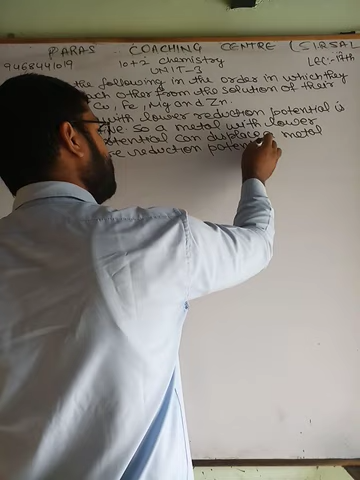 PARAS COACHING CENTRE (SIRSA)
9468441019 10+2 chemistry Lec:-17th
UNIT-3
the following in the order in which they
each other from the solution of their
Cu, Fe, Mg and Zn.
with lower reduction potential is
so a metal with lower
potential can displace a metal
reduction